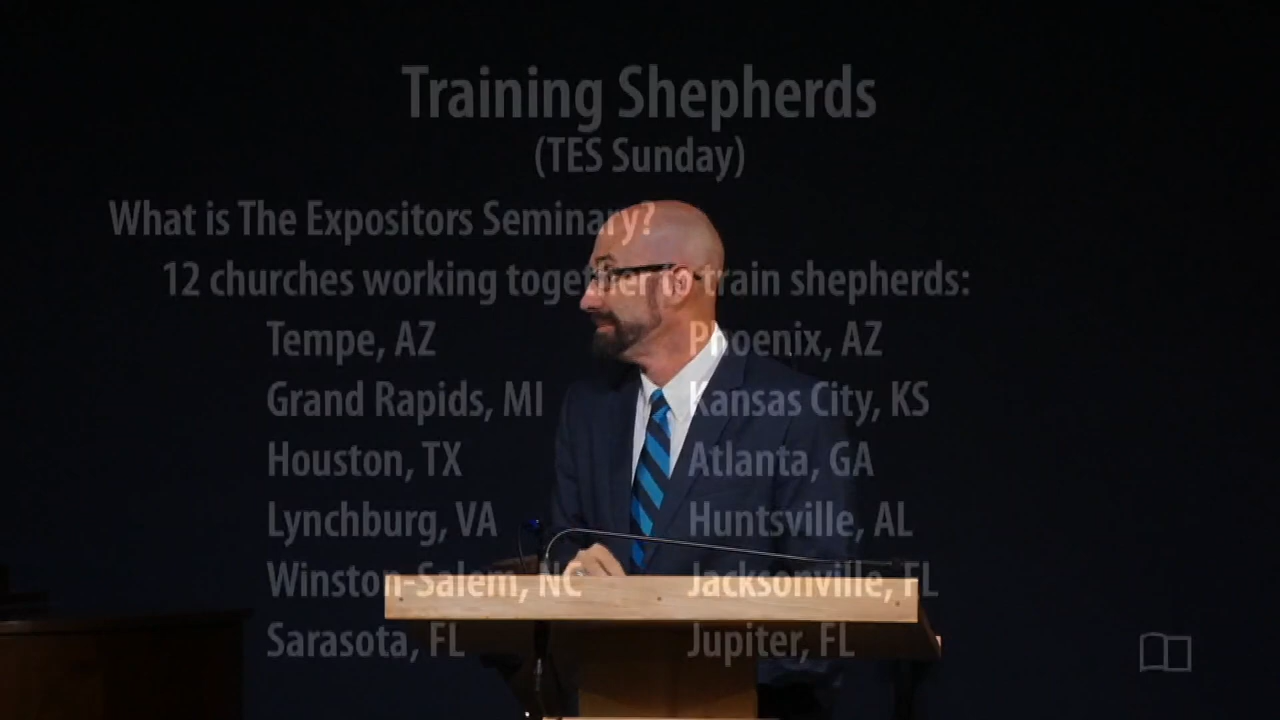 Training Shepherds
(TES Sunday)
What is The Expositors Seminary?
12 churches working together to train shepherds:
Tempe, AZ Phoenix, AZ
Grand Rapids, MI Kansas City, KS
Houston, TX Atlanta, GA
Lynchburg, VA Huntsville, AL
Winston-Salem, NC Jacksonville, FL
Sarasota, FL Jupiter, FL